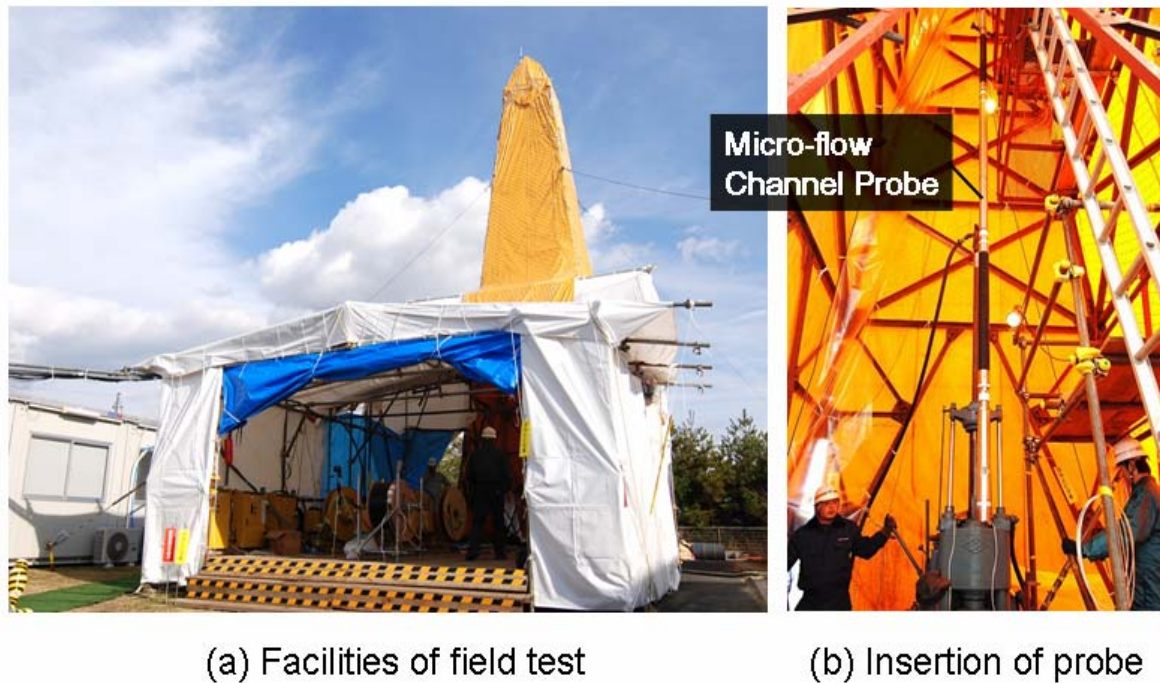 Micro-flow
Channel Probe
(a) Facilities of field test
(b) Insertion of probe